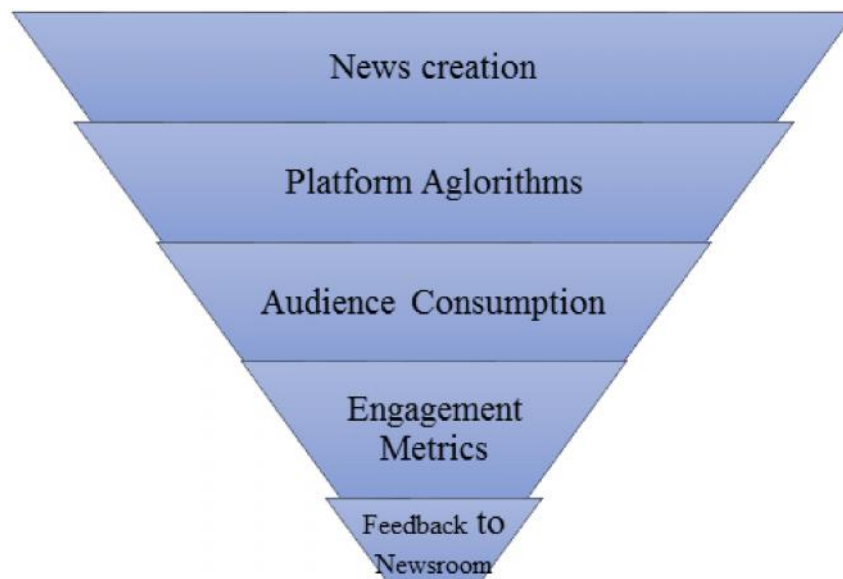 News creation
Platform Aglorithms
Audience Consumption
Engagement
Metrics
Feedback to
Newsroom